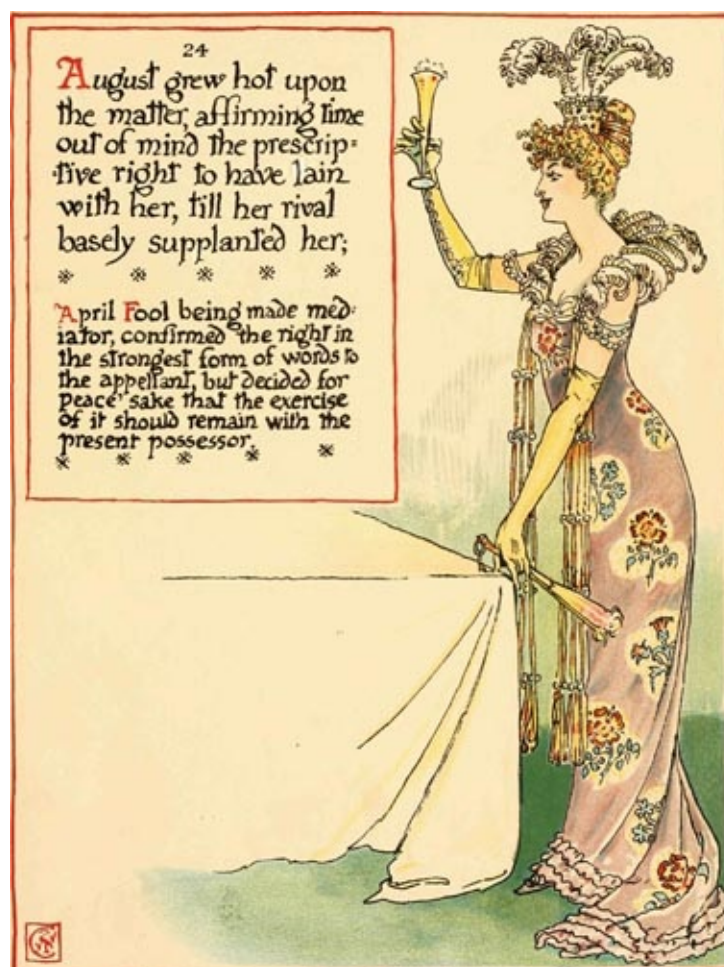 24
August grew hot upon
the matter, affirming time
out of mind the prescrip=
=tive right to have lain
with her, till her rival
basely supplanted her;
April Fool being made med-
iator, confirmed the right in
the strongest form of words to
the appellant, but decided for
peace' sake that the exercise
of it should remain with the
present possessor.